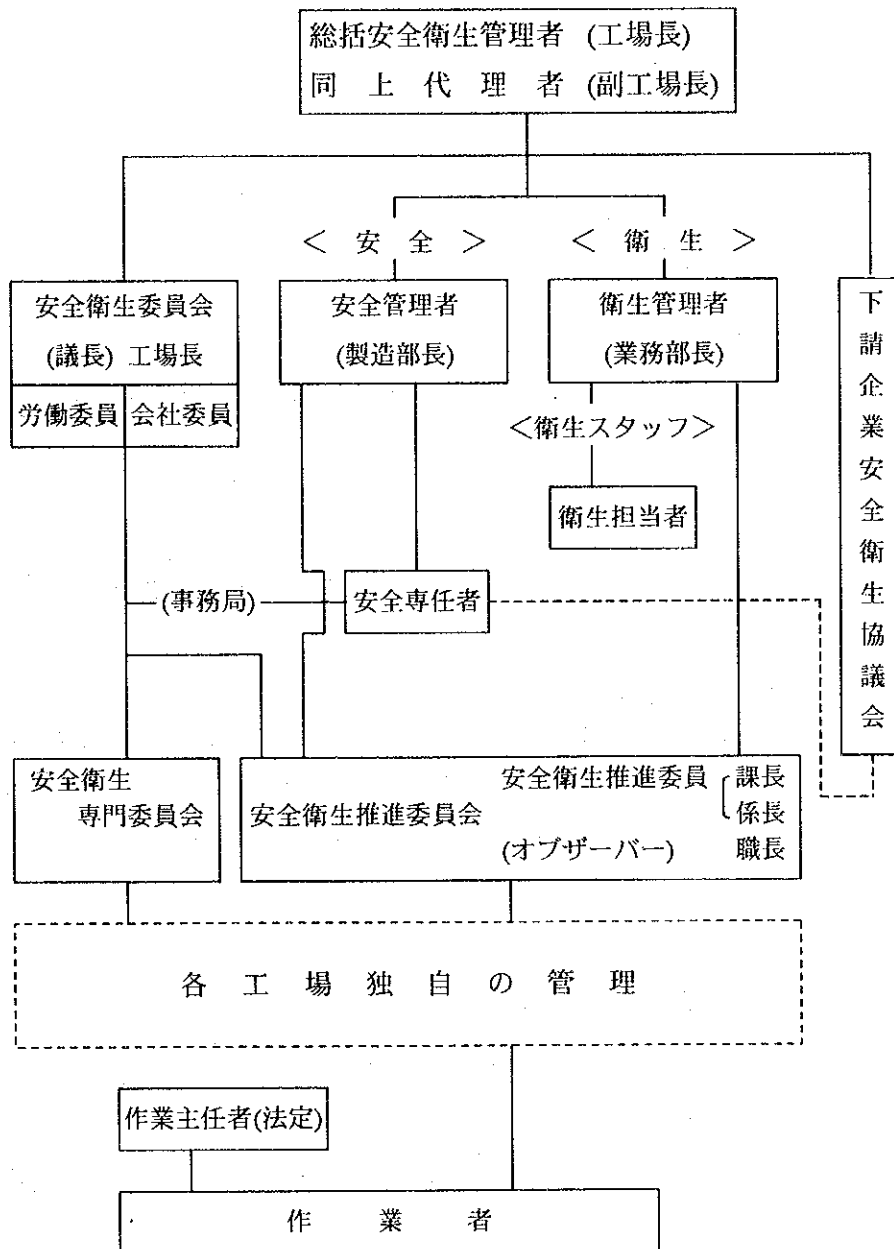 総括安全衛生管理者 (工場長)
同上代理者 (副工場長)
＜安全＞
＜衛生＞
安全衛生委員会
(議長) 工場長
労働委員
会社委員
安全管理者
(製造部長)
衛生管理者
(業務部長)
＜衛生スタッフ＞
衛生担当者
下請企業安全衛生協議会
(事務局)
安全専任者
安全衛生
専門委員会
安全衛生推進委員会
安全衛生推進委員 課長
係長
(オブザーバー) 職長
各工場独自の管理
作業主任者(法定)
作業者